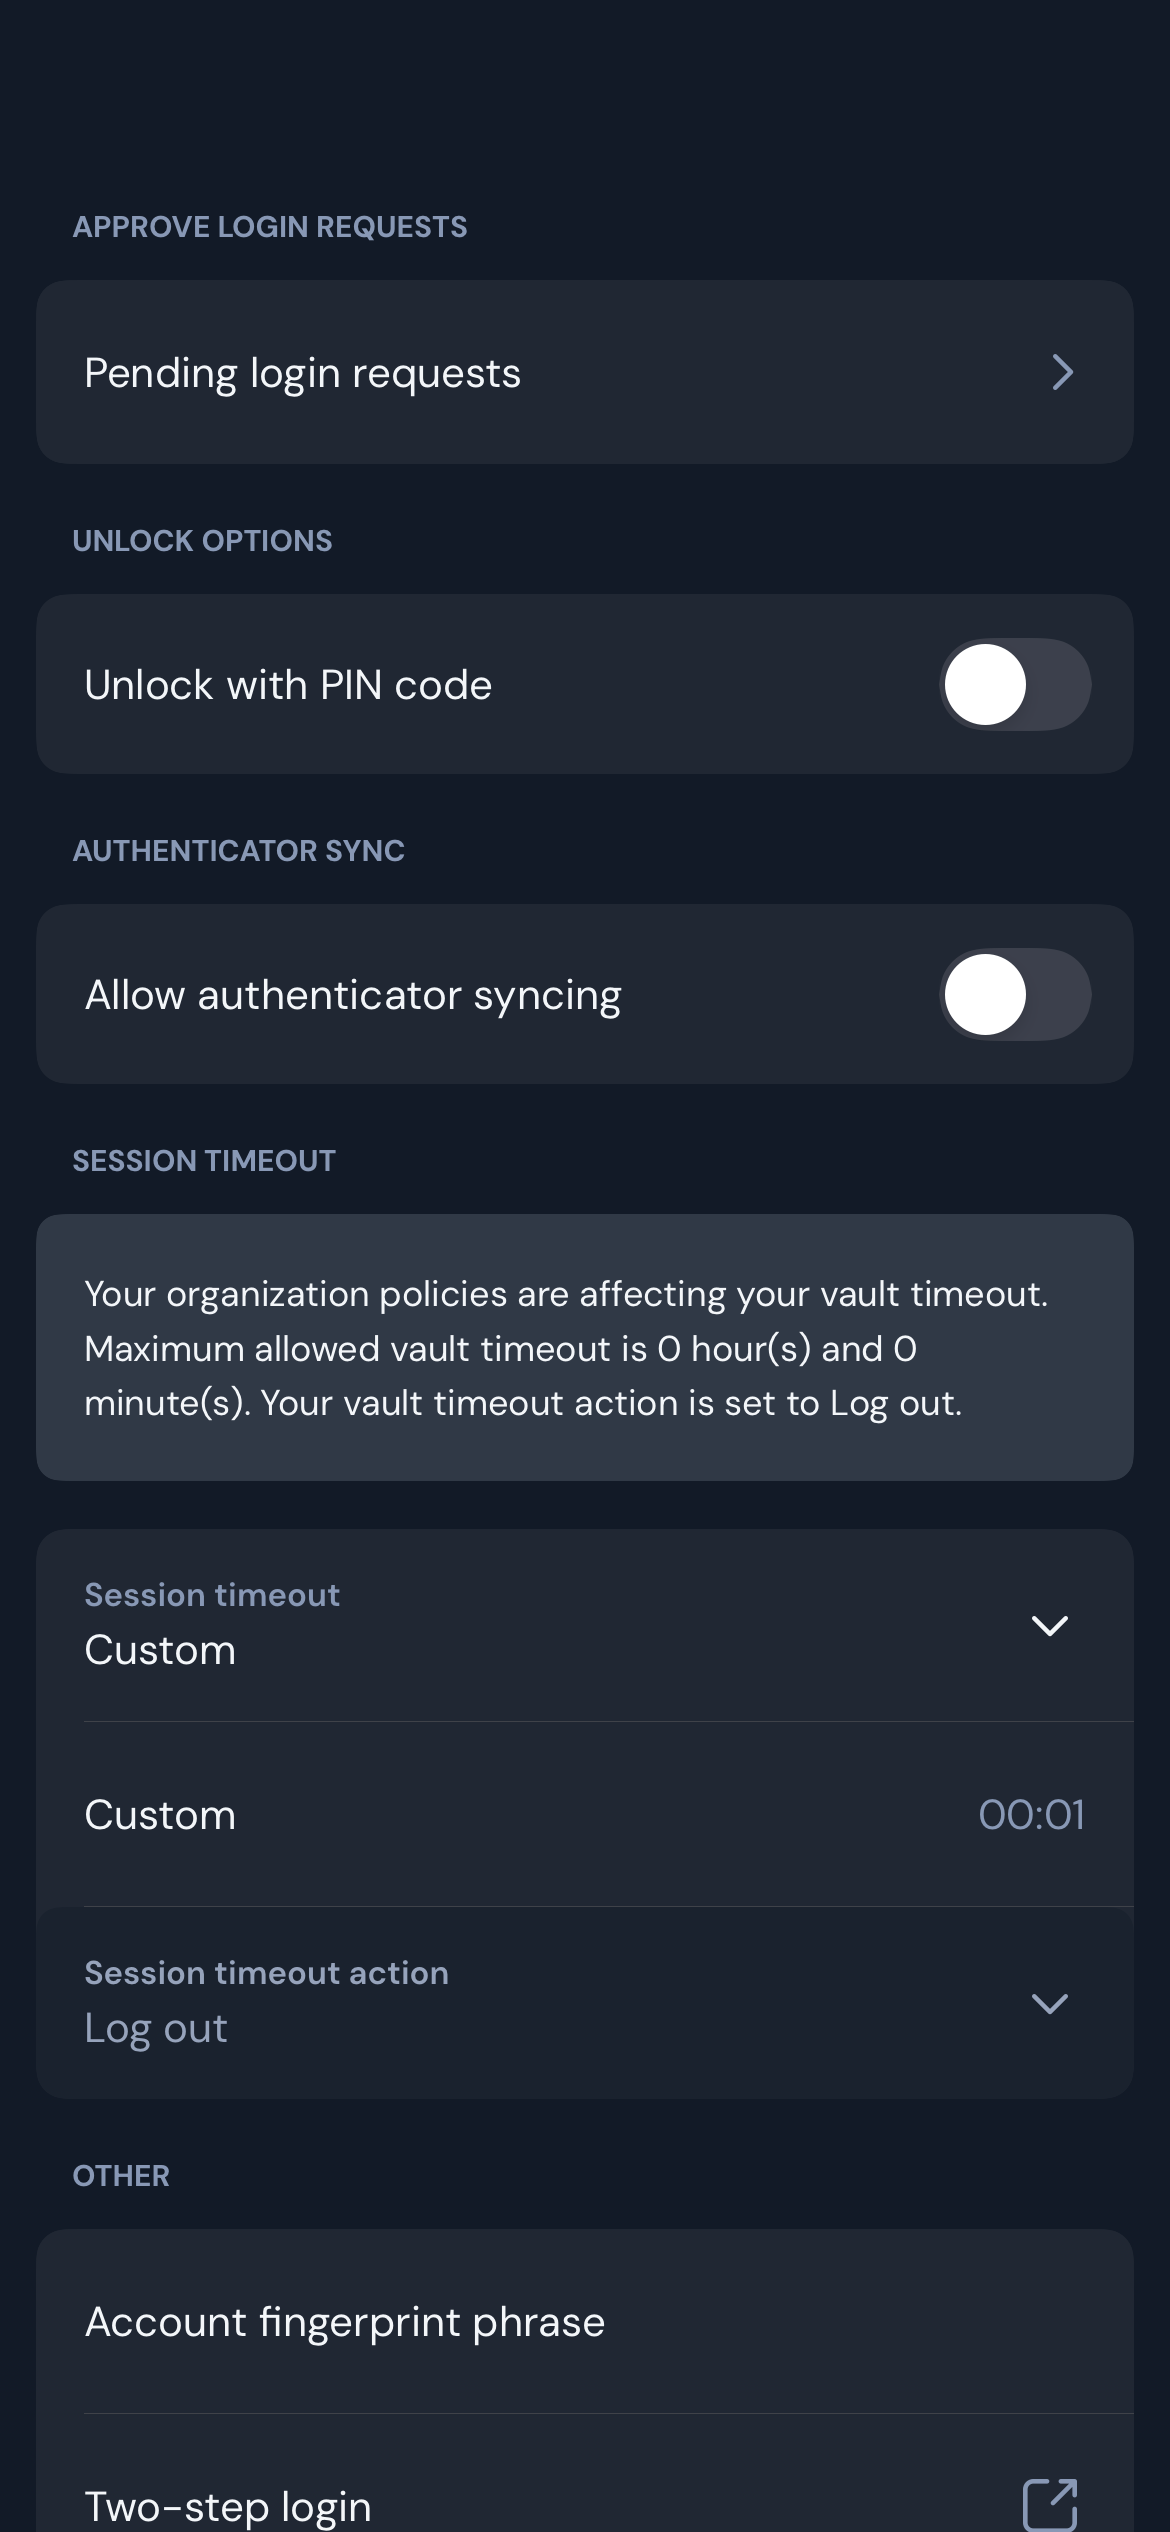 APPROVE LOGIN REQUESTS
Pending login requests
UNLOCK OPTIONS
Unlock with PIN code
AUTHENTICATOR SYNC
Allow authenticator syncing
SESSION TIMEOUT
Your organization policies are affecting your vault timeout.
Maximum allowed vault timeout is 0 hour(s) and 0
minute(s). Your vault timeout action is set to Log out.
Session timeout
Custom
Custom 00:01
Session timeout action
Log out
OTHER
Account fingerprint phrase
Two-step login